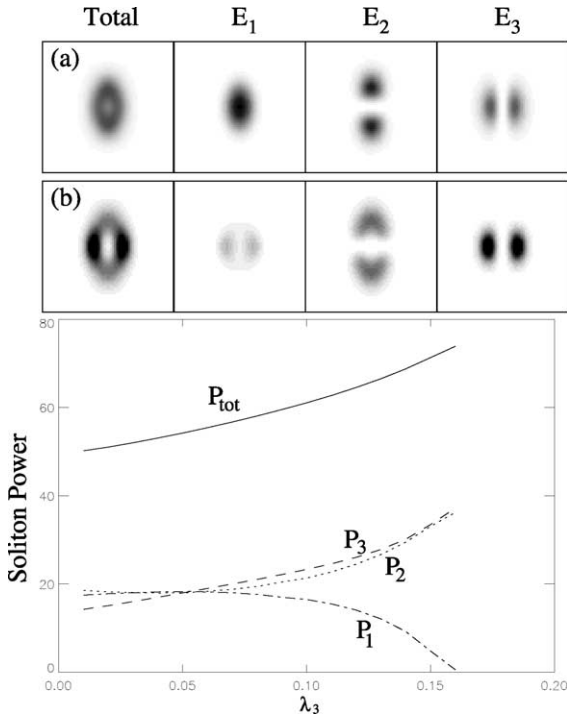 Total E₁ E₂ E₃
(a)
(b)
80
P_tot
60
Soliton Power
40
P₃
P₂
20
P₁
0
0.00 0.05 0.10 0.15 0.20
λ₃